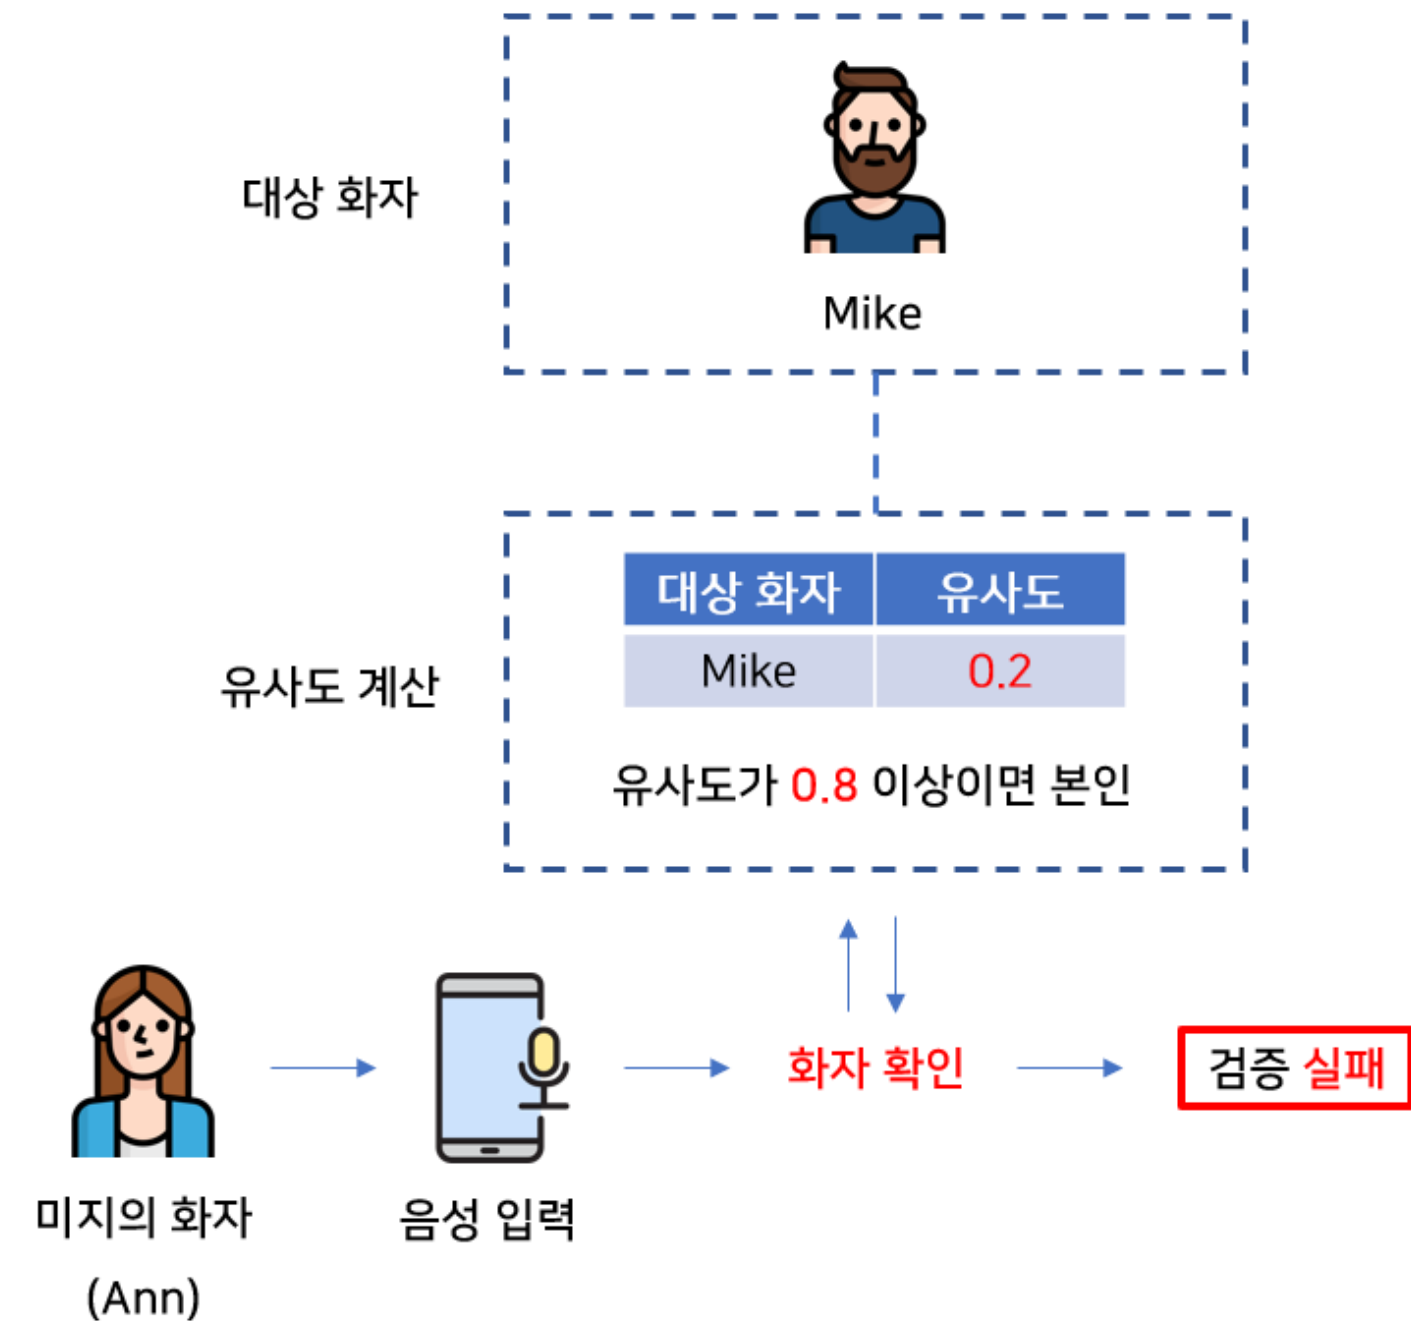 대상 화자
Mike
대상 화자 유사도
Mike 0.2
유사도 계산
유사도가 0.8 이상이면 본인
화자 확인
검증 실패
미지의 화자
(Ann)
음성 입력